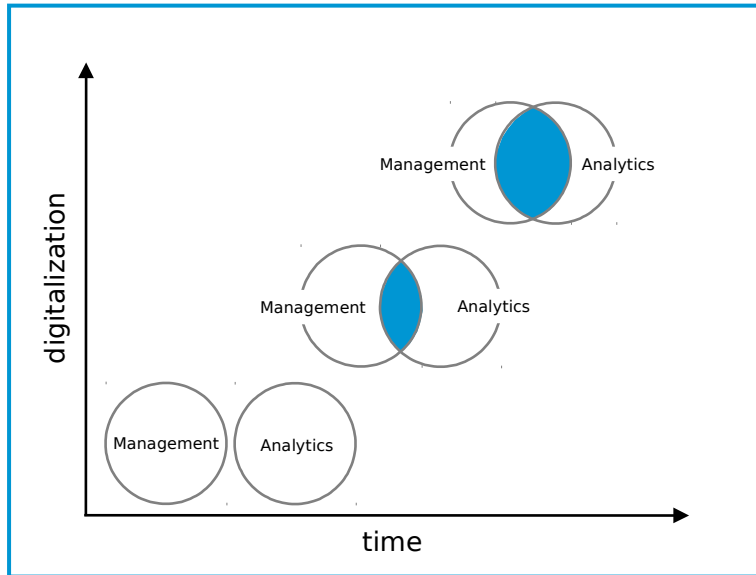 Management
Analytics
Management
Analytics
Management
Analytics
digitalization
time